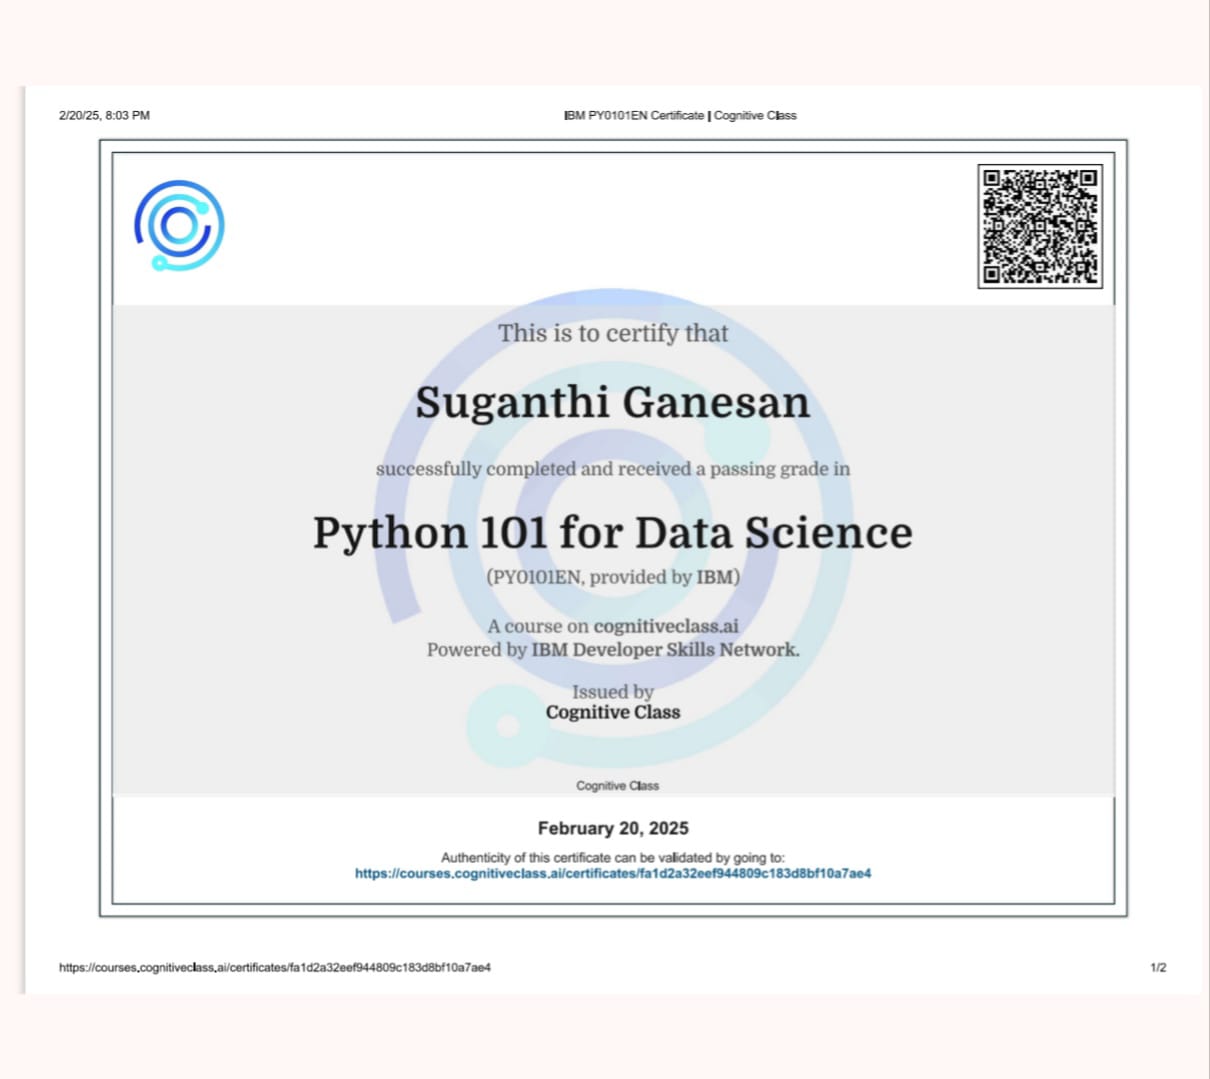 2/20/25, 8:03 PM
IBM PY0101EN Certificate | Cognitive Class
This is to certify that
Suganthi Ganesan
successfully completed and received a passing grade in
Python 101 for Data Science
(PY0101EN, provided by IBM)
A course on cognitiveclass.ai
Powered by IBM Developer Skills Network.
Issued by
Cognitive Class
Cognitive Class
February 20, 2025
Authenticity of this certificate can be validated by going to:
https://courses.cognitiveclass.ai/certificates/fa1d2a32eef944809c183d8bf10a7ae4
https://courses.cognitiveclass.ai/certificates/fa1d2a32eef944809c183d8bf10a7ae4
1/2